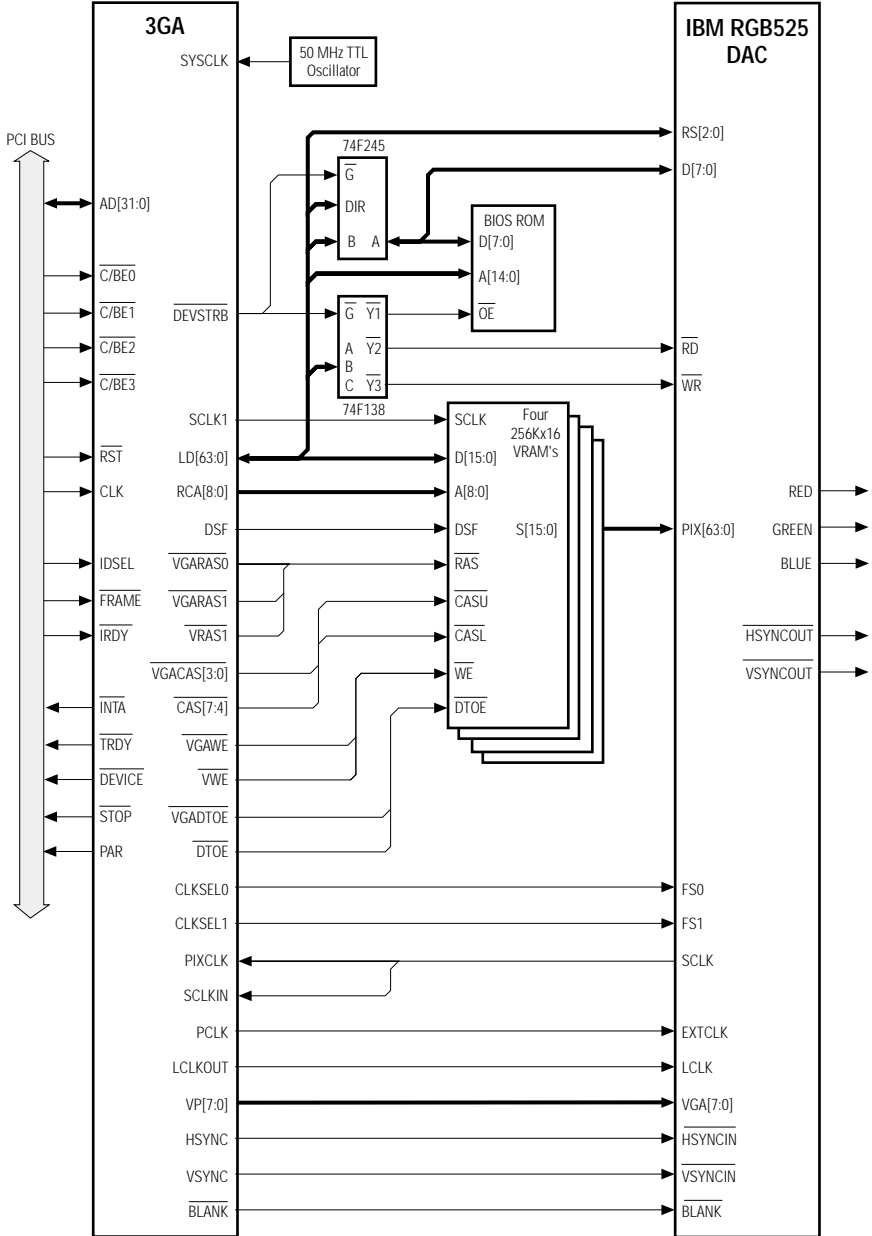 3GA
IBM RGB525
DAC
SYSCLK
50 MHz TTL
Oscillator
PCI BUS
74F245
RS[2:0]
G
D[7:0]
AD[31:0]
DIR
B A
BIOS ROM
D[7:0]
A[14:0]
C/BE0
C/BE1
DEVSTRB
G Y1
OE
C/BE2
A Y2
RD
B
C/BE3
C Y3
WR
74F138
SCLK1
SCLK
Four
256Kx16
VRAM's
RST
LD[63:0]
D[15:0]
CLK
RCA[8:0]
A[8:0]
RED
DSF
DSF
S[15:0]
PIX[63:0]
GREEN
IDSEL
VGARAS0
RAS
BLUE
FRAME
VGARAS1
CASU
IRDY
VRAS1
CASL
HSYNCOUT
VGACAS[3:0]
WE
VSYNCOUT
INTA
CAS[7:4]
DTOE
TRDY
VGAWE
DEVICE
VWE
STOP
VGADTOE
PAR
DTOE
CLKSEL0
FS0
CLKSEL1
FS1
PIXCLK
SCLK
SCLKIN
PCLK
EXTCLK
LCLKOUT
LCLK
VP[7:0]
VGA[7:0]
HSYNC
HSYNCIN
VSYNC
VSYNCIN
BLANK
BLANK